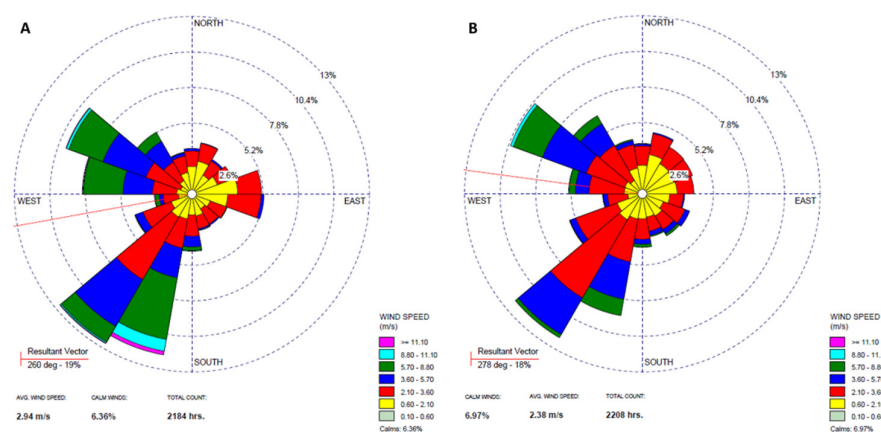 A
NORTH
13%
10.4%
7.8%
5.2%
2.6%
WEST
EAST
SOUTH
WIND SPEED
(m/s)
>= 11.10
8.80 - 11.10
5.70 - 8.80
3.60 - 5.70
2.10 - 3.60
0.60 - 2.10
0.10 - 0.60
Calms: 6.36%
Resultant Vector
260 deg - 19%
AVG. WIND SPEED:
CALM WINDS:
TOTAL COUNT:
2.94 m/s
6.36%
2184 hrs.
B
NORTH
13%
10.4%
7.8%
5.2%
2.6%
WEST
EAST
SOUTH
WIND SPEED
(m/s)
>= 11.10
8.80 - 11.
5.70 - 8.80
3.60 - 5.70
2.10 - 3.60
0.60 - 2.1
0.10 - 0.6
Calms: 6.97%
Resultant Vector
278 deg - 18%
CALM WINDS:
AVG. WIND SPEED:
TOTAL COUNT:
6.97%
2.38 m/s
2208 hrs.